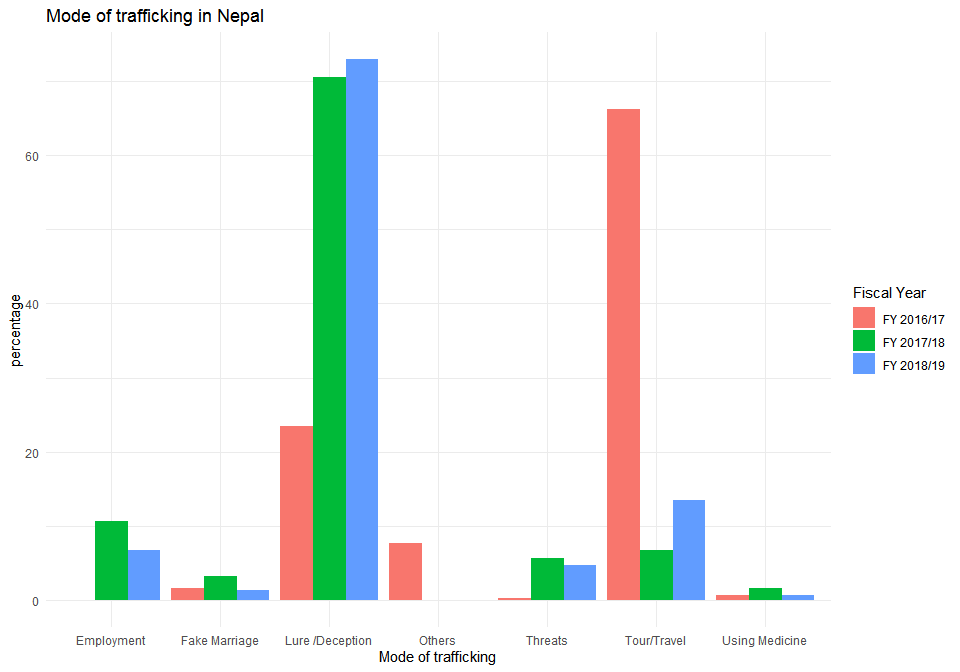 Mode of trafficking in Nepal
percentage
60
40
20
0
Employment
Fake Marriage
Lure /Deception
Others
Threats
Tour/Travel
Using Medicine
Mode of trafficking
Fiscal Year
FY 2016/17
FY 2017/18
FY 2018/19